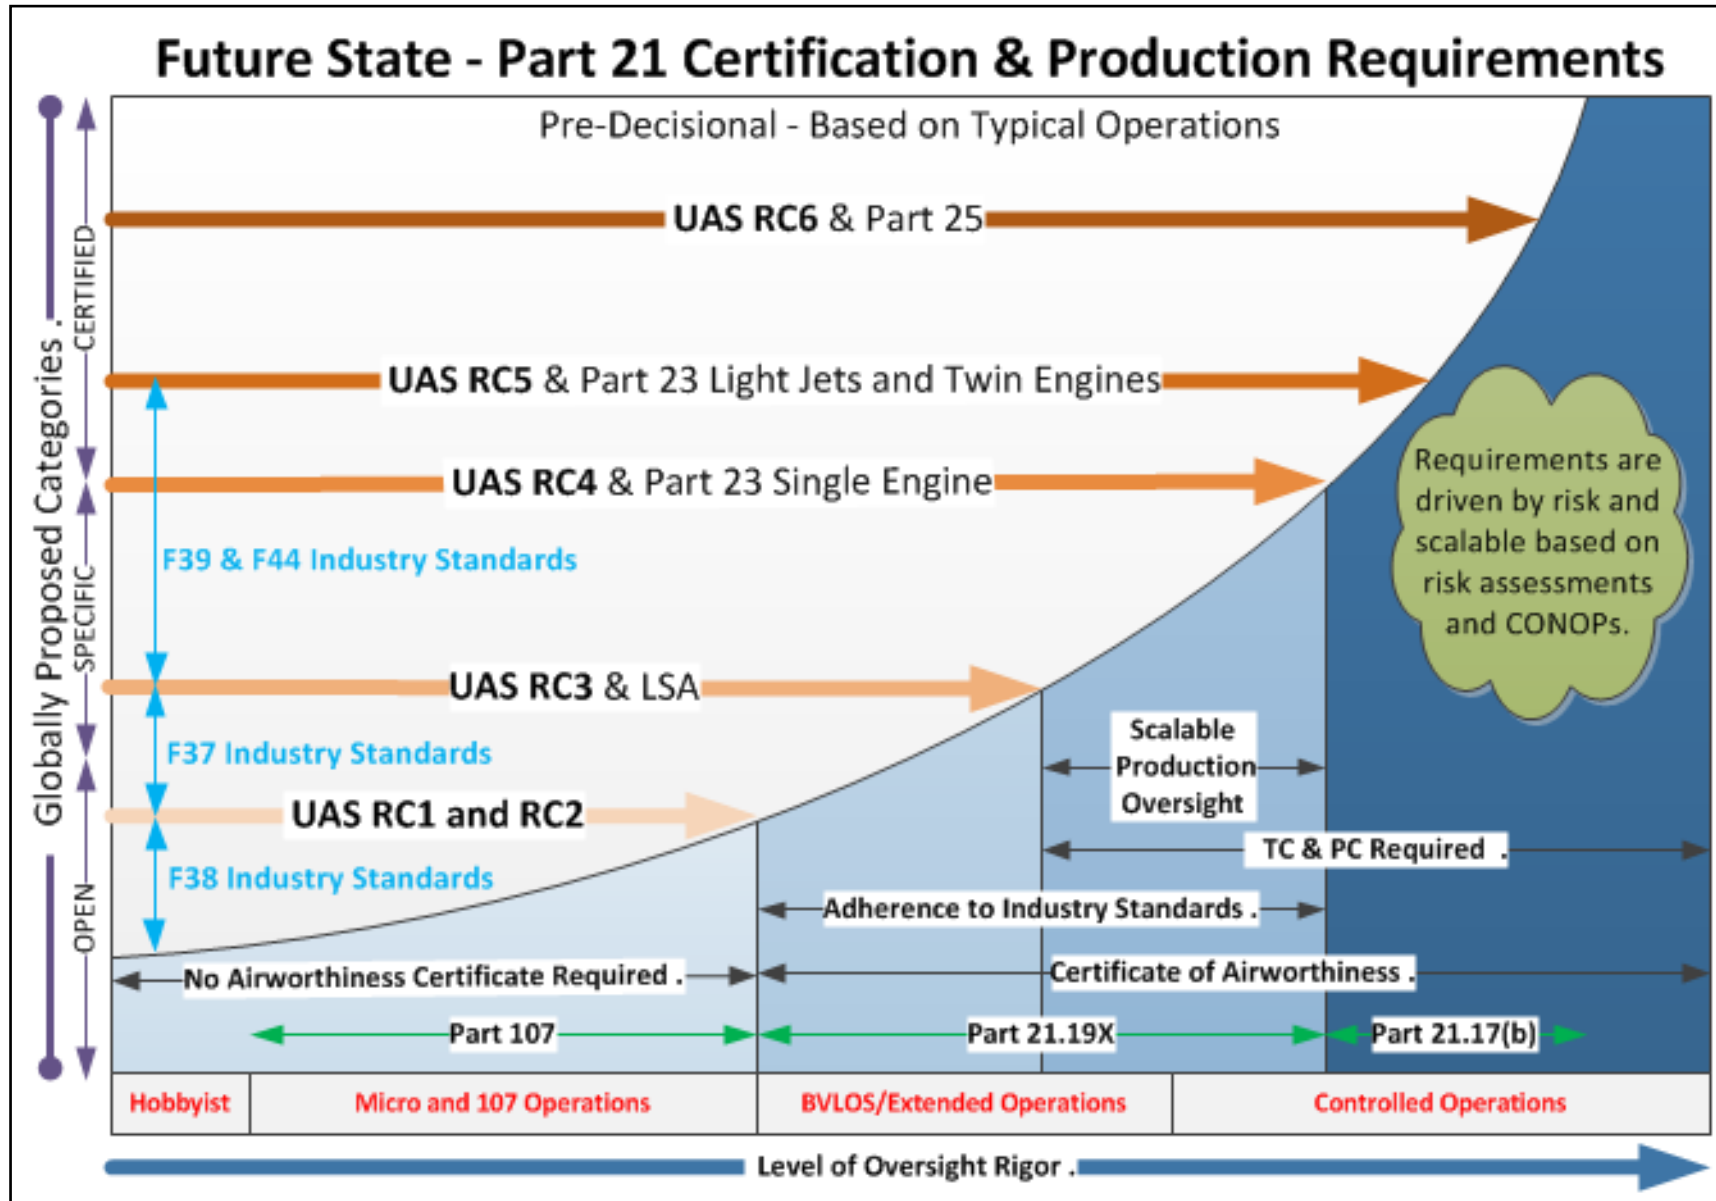 Future State - Part 21 Certification & Production Requirements
Pre-Decisional - Based on Typical Operations
Globally Proposed Categories .
CERTIFIED
SPECIFIC
OPEN
UAS RC6 & Part 25
UAS RC5 & Part 23 Light Jets and Twin Engines
UAS RC4 & Part 23 Single Engine
F39 & F44 Industry Standards
UAS RC3 & LSA
F37 Industry Standards
UAS RC1 and RC2
F38 Industry Standards
Requirements are
driven by risk and
scalable based on
risk assessments
and CONOPs.
Scalable
Production
Oversight
TC & PC Required .
Adherence to Industry Standards .
No Airworthiness Certificate Required .
Certificate of Airworthiness .
Part 107
Part 21.19X
Part 21.17(b)
Hobbyist
Micro and 107 Operations
BVLOS/Extended Operations
Controlled Operations
Level of Oversight Rigor .